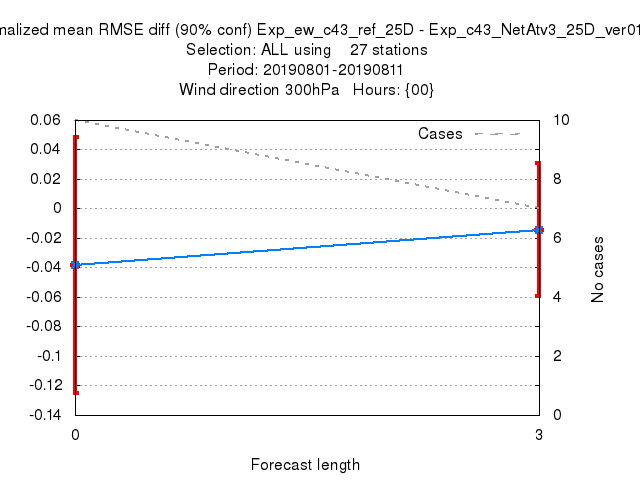 malized mean RMSE diff (90% conf) Exp_ew_c43_ref_25D - Exp_c43_NetAtv3_25D_ver01
Selection: ALL using 27 stations
Period: 20190801-20190811
Wind direction 300hPa Hours: {00}
Cases
0.06
0.04
0.02
0
-0.02
-0.04
-0.06
-0.08
-0.1
-0.12
-0.14
10
8
6
4
2
0
No cases
0
3
Forecast length